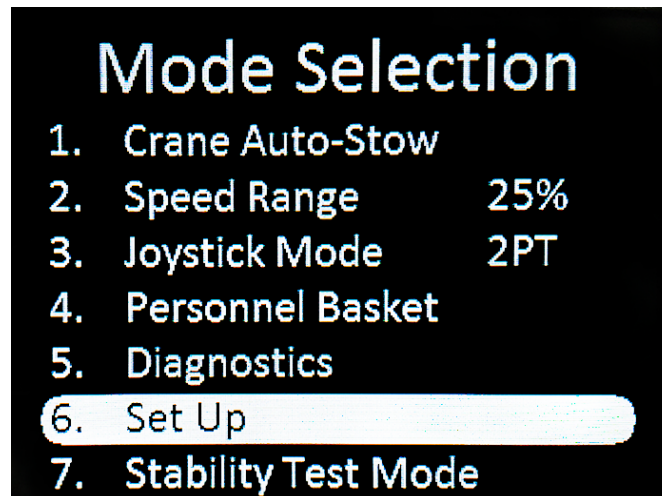 Mode Selection
1. Crane Auto-Stow
2. Speed Range 25%
3. Joystick Mode 2PT
4. Personnel Basket
5. Diagnostics
6. Set Up
7. Stability Test Mode